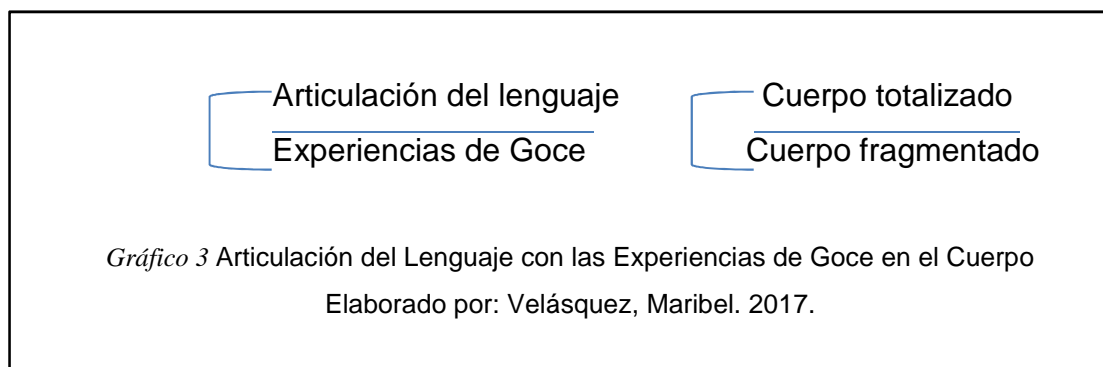 Articulación del lenguaje
Experiencias de Goce
Cuerpo totalizado
Cuerpo fragmentado
Gráfico 3 Articulación del Lenguaje con las Experiencias de Goce en el Cuerpo
Elaborado por: Velásquez, Maribel. 2017.